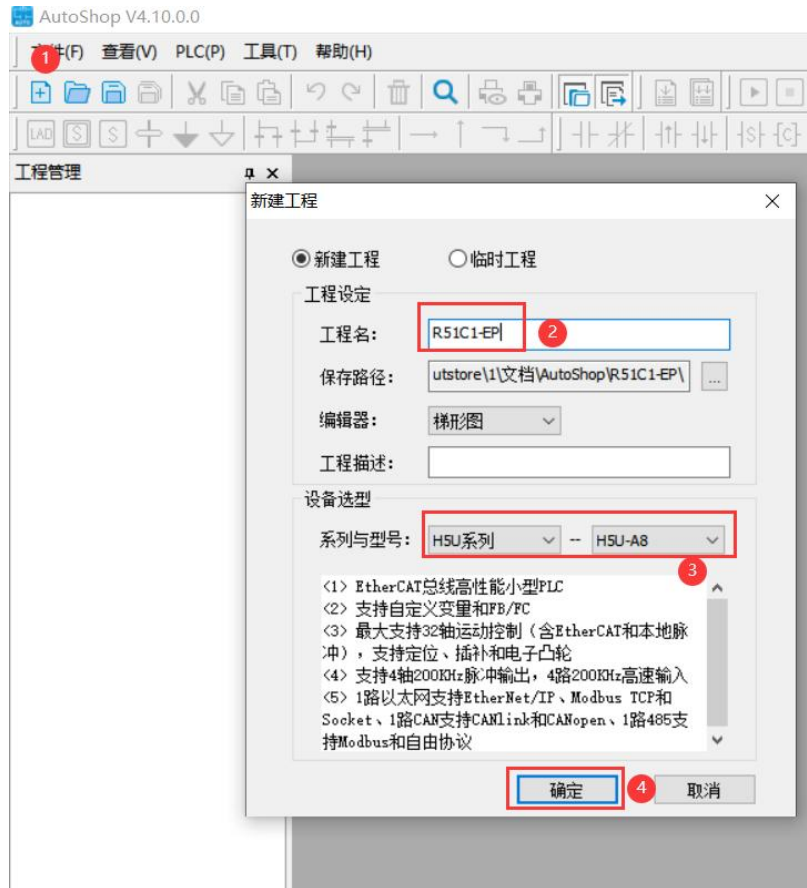 AutoShop V4.10.0.0
1
件(F) 查看(V) PLC(P) 工具(T) 帮助(H)
LAD S S S C
工程管理
新建工程
新建工程 临时工程
工程设定
工程名: R51C1-EP 2
保存路径: utstore\1\文档\AutoShop\R51C1-EP\ ...
编辑器: 梯形图
工程描述:
设备选型
系列与型号: H5U系列 -- H5U-A8
3
<1> EtherCAT总线高性能小型PLC
<2> 支持自定义变量和FB/FC
<3> 最大支持32轴运动控制（含EtherCAT和本地脉
冲），支持定位、插补和电子凸轮
<4> 支持4轴200KHz脉冲输出，4路200KHz高速输入
<5> 1路以太网支持EtherNet/IP、Modbus TCP和
Socket、1路CAN支持CANlink和CANopen、1路485支
持Modbus和自由协议
确定 4 取消